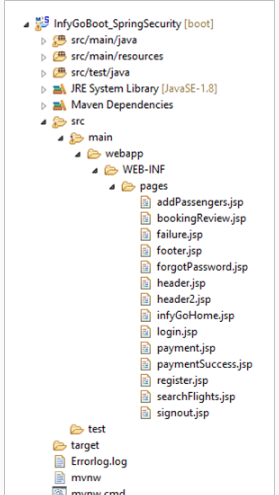 InfyGoBoot_SpringSecurity [boot]
src/main/java
src/main/resources
src/test/java
JRE System Library [JavaSE-1.8]
Maven Dependencies
src
main
webapp
WEB-INF
pages
addPassengers.jsp
bookingReview.jsp
failure.jsp
footer.jsp
forgotPassword.jsp
header.jsp
header2.jsp
infyGoHome.jsp
login.jsp
payment.jsp
paymentSuccess.jsp
register.jsp
searchFlights.jsp
signout.jsp
test
target
Errorlog.log
mvnw
mvnw.cmd